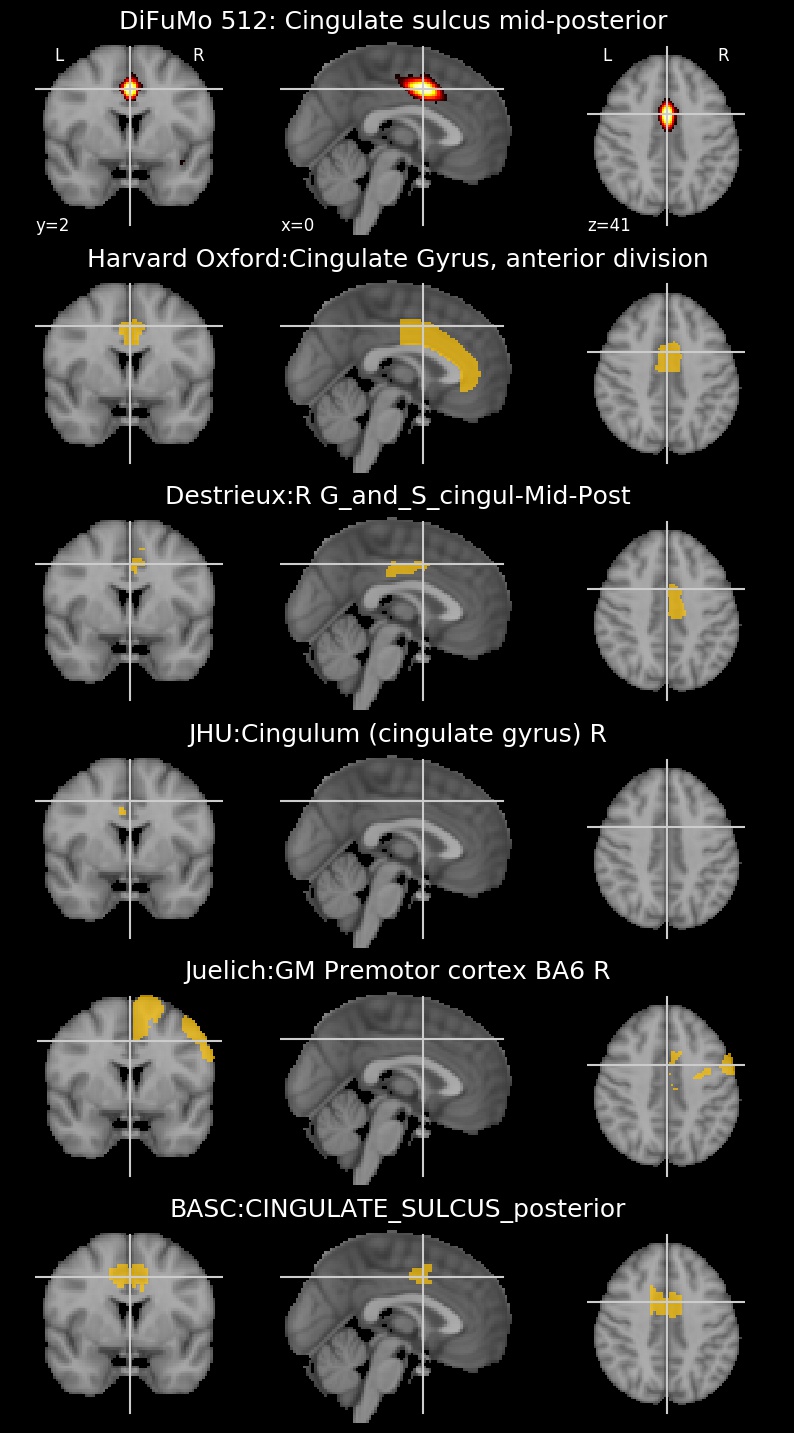 DiFuMo 512: Cingulate sulcus mid-posterior
L R L R
y=2 x=0 z=41
Harvard Oxford:Cingulate Gyrus, anterior division
Destrieux:R G_and_S_cingul-Mid-Post
JHU:Cingulum (cingulate gyrus) R
Juelich:GM Premotor cortex BA6 R
BASC:CINGULATE_SULCUS_posterior